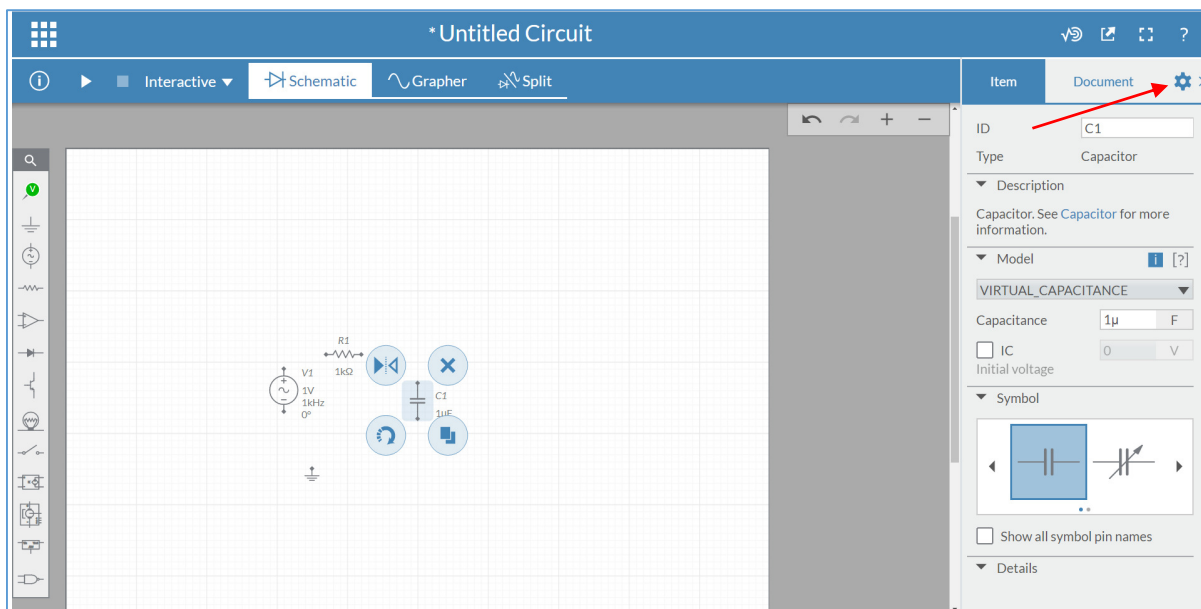 *Untitled Circuit
?
Interactive
Schematic
Grapher
Split
Item
Document
ID
C1
Type
Capacitor
Description
Capacitor. See Capacitor for more
information.
Model
i [?]
VIRTUAL_CAPACITANCE
Capacitance
1µ
F
IC
0
V
Initial voltage
Symbol
Show all symbol pin names
Details
V
R1
1kΩ
V1
1V
1kHz
0°
C1
1uF